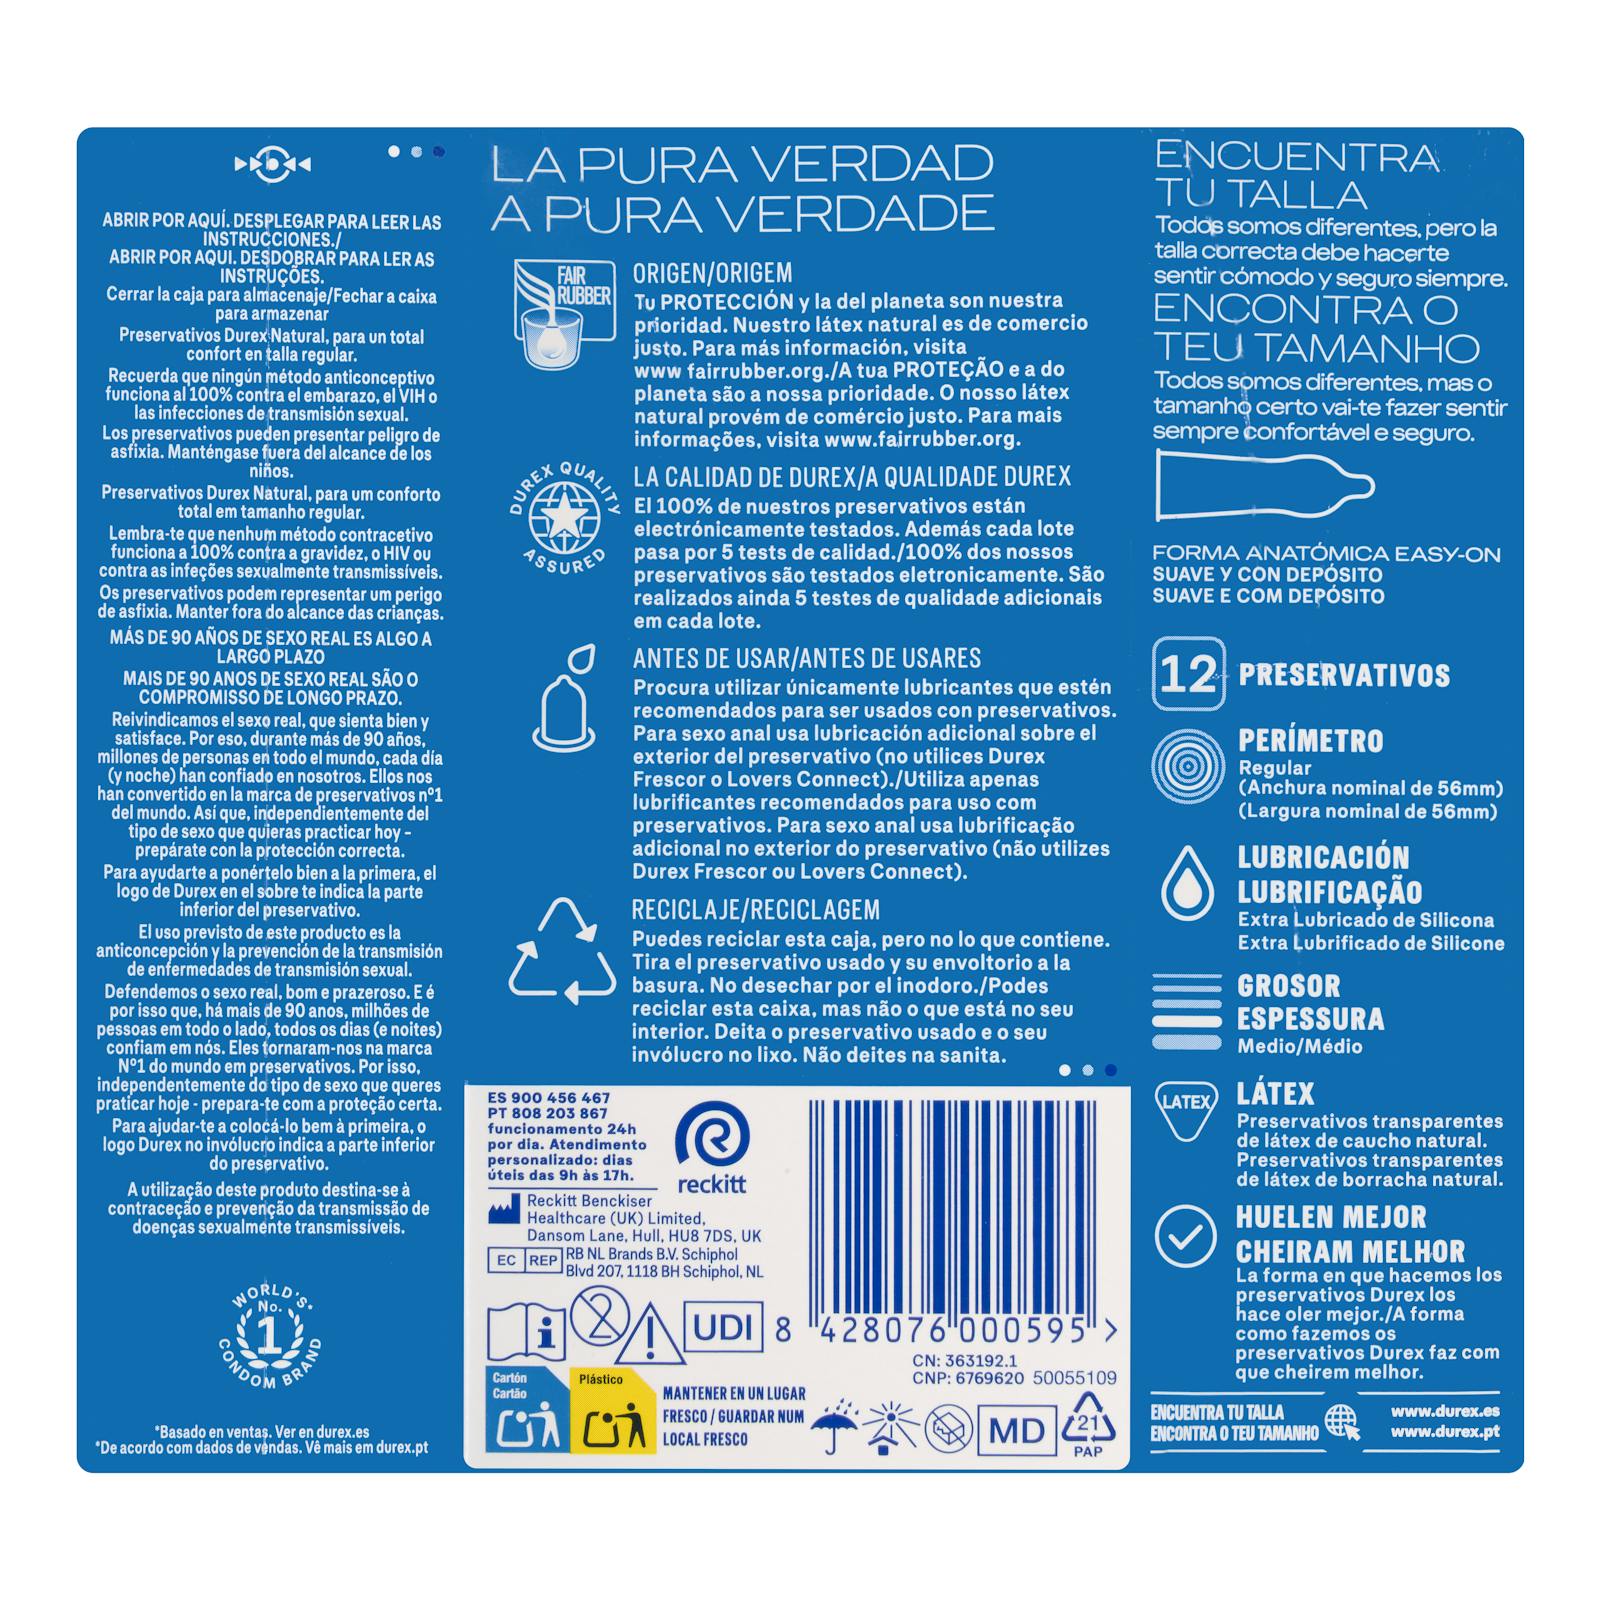 ABRIR POR AQUÍ. DESPLEGAR PARA LEER LAS
INSTRUCCIONES./
ABRIR POR AQUI. DESDOBRAR PARA LER AS
INSTRUÇÕES.
Cerrar la caja para almacenaje/Fechar a caixa
para armazenar
Preservativos Durex Natural, para un total
confort en talla regular.
Recuerda que ningún método anticonceptivo
funciona al 100% contra el embarazo, el VIH o
las infecciones de transmisión sexual.
Los preservativos pueden presentar peligro de
asfixia. Manténgase fuera del alcance de los
niños.
Preservativos Durex Natural, para um conforto
total em tamanho regular.
Lembra-te que nenhum método contracetivo
funciona a 100% contra a gravidez, o HIV ou
contra as infeções sexualmente transmissíveis.
Os preservativos podem representar um perigo
de asfixia. Manter fora do alcance das crianças.
MÁS DE 90 AÑOS DE SEXO REAL ES ALGO A
LARGO PLAZO
MAIS DE 90 ANOS DE SEXO REAL SÃO O
COMPROMISSO DE LONGO PRAZO.
Reivindicamos el sexo real, que sienta bien y
satisface. Por eso, durante más de 90 años,
millones de personas en todo el mundo, cada día
(y noche) han confiado en nosotros. Ellos nos
han convertido en la marca de preservativos nº1
del mundo. Así que, independientemente del
tipo de sexo que quieras practicar hoy -
prepárate con la protección correcta.
Para ayudarte a ponértelo bien a la primera, el
logo de Durex en el sobre te indica la parte
inferior del preservativo.
El uso previsto de este producto es la
anticoncepción y la prevención de la transmisión
de enfermedades de transmisión sexual.
Defendemos o sexo real, bom e prazeroso. E é
por isso que, há mais de 90 anos, milhões de
pessoas em todo o lado, todos os dias (e noites)
confiam em nós. Eles tornaram-nos na marca
Nº1 do mundo em preservativos. Por isso,
independentemente do tipo de sexo que queres
praticar hoje - prepara-te com a proteção certa.
Para ajudar-te a colocá-lo bem à primeira, o
logo Durex no invólucro indica a parte inferior
do preservativo.
A utilização deste produto destina-se à
contraceção e prevenção da transmissão de
doenças sexualmente transmissíveis.
WORLD'S*
No.
1
CONDOM BRAND
*Basado en ventas. Ver en durex.es
*De acordo com dados de vendas. Vê mais em durex.pt
LA PURA VERDAD
A PURA VERDADE
FAIR
RUBBER
ORIGEN/ORIGEM
Tu PROTECCIÓN y la del planeta son nuestra
prioridad. Nuestro látex natural es de comercio
justo. Para más información, visita
www fairrubber.org./A tua PROTEÇÃO e a do
planeta são a nossa prioridade. O nosso látex
natural provém de comércio justo. Para mais
informações, visita www.fairrubber.org.
DUREX QUALITY
ASSURED
LA CALIDAD DE DUREX/A QUALIDADE DUREX
El 100% de nuestros preservativos están
electrónicamente testados. Además cada lote
pasa por 5 tests de calidad./100% dos nossos
preservativos são testados eletronicamente. São
realizados ainda 5 testes de qualidade adicionais
em cada lote.
ANTES DE USAR/ANTES DE USARES
Procura utilizar únicamente lubricantes que estén
recomendados para ser usados con preservativos.
Para sexo anal usa lubricación adicional sobre el
exterior del preservativo (no utilices Durex
Frescor o Lovers Connect)./Utiliza apenas
lubrificantes recomendados para uso com
preservativos. Para sexo anal usa lubrificação
adicional no exterior do preservativo (não utilizes
Durex Frescor ou Lovers Connect).
RECICLAJE/RECICLAGEM
Puedes reciclar esta caja, pero no lo que contiene.
Tira el preservativo usado y su envoltorio a la
basura. No desechar por el inodoro./Podes
reciclar esta caixa, mas não o que está no seu
interior. Deita o preservativo usado e o seu
invólucro no lixo. Não deites na sanita.
ES 900 456 467
PT 808 203 867
funcionamento 24h
por dia. Atendimento
personalizado: dias
úteis das 9h às 17h.
reckitt
Reckitt Benckiser
Healthcare (UK) Limited,
Dansom Lane, Hull, HU8 7DS, UK
EC REP
RB NL Brands B.V. Schiphol
Blvd 207, 1118 BH Schiphol, NL
2
UDI
8 428076 000595 >
CN: 363192.1
CNP: 6769620 50055109
Cartón
Cartão
Plástico
MANTENER EN UN LUGAR
FRESCO / GUARDAR NUM
LOCAL FRESCO
MD
21
PAP
ENCUENTRA
TU TALLA
Todos somos diferentes, pero la
talla correcta debe hacerte
sentir cómodo y seguro siempre.
ENCONTRA O
TEU TAMANHO
Todos somos diferentes, mas o
tamanho certo vai-te fazer sentir
sempre confortável e seguro.
FORMA ANATÓMICA EASY-ON
SUAVE Y CON DEPÓSITO
SUAVE E COM DEPÓSITO
12 PRESERVATIVOS
PERÍMETRO
Regular
(Anchura nominal de 56mm)
(Largura nominal de 56mm)
LUBRICACIÓN
LUBRIFICAÇÃO
Extra Lubricado de Silicona
Extra Lubrificado de Silicone
GROSOR
ESPESSURA
Medio/Médio
LATEX
LÁTEX
Preservativos transparentes
de látex de caucho natural.
Preservativos transparentes
de látex de borracha natural.
HUELEN MEJOR
CHEIRAM MELHOR
La forma en que hacemos los
preservativos Durex los
hace oler mejor./A forma
como fazemos os
preservativos Durex faz com
que cheirem melhor.
ENCUENTRA TU TALLA
ENCONTRA O TEU TAMANHO
www.durex.es
www.durex.pt